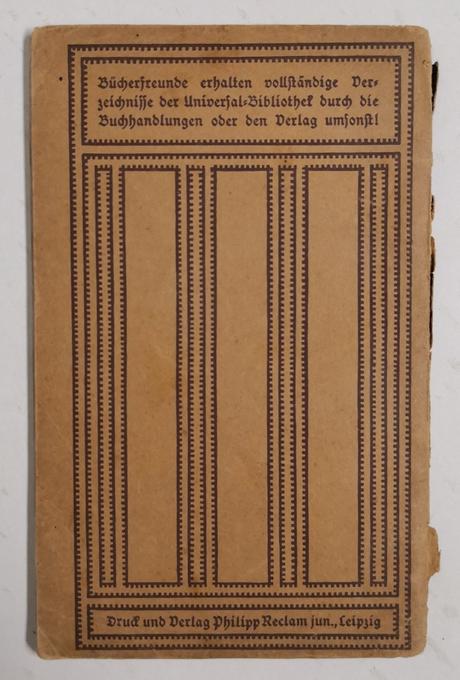 Bücherfreunde erhalten vollſtändige Ver⸗
zeichniſſe der Univerſal⸗Bibliothek durch die
Buchhandlungen oder den Verlag umſonſt!
Druck und Verlag Philipp Reclam jun., Leipzig